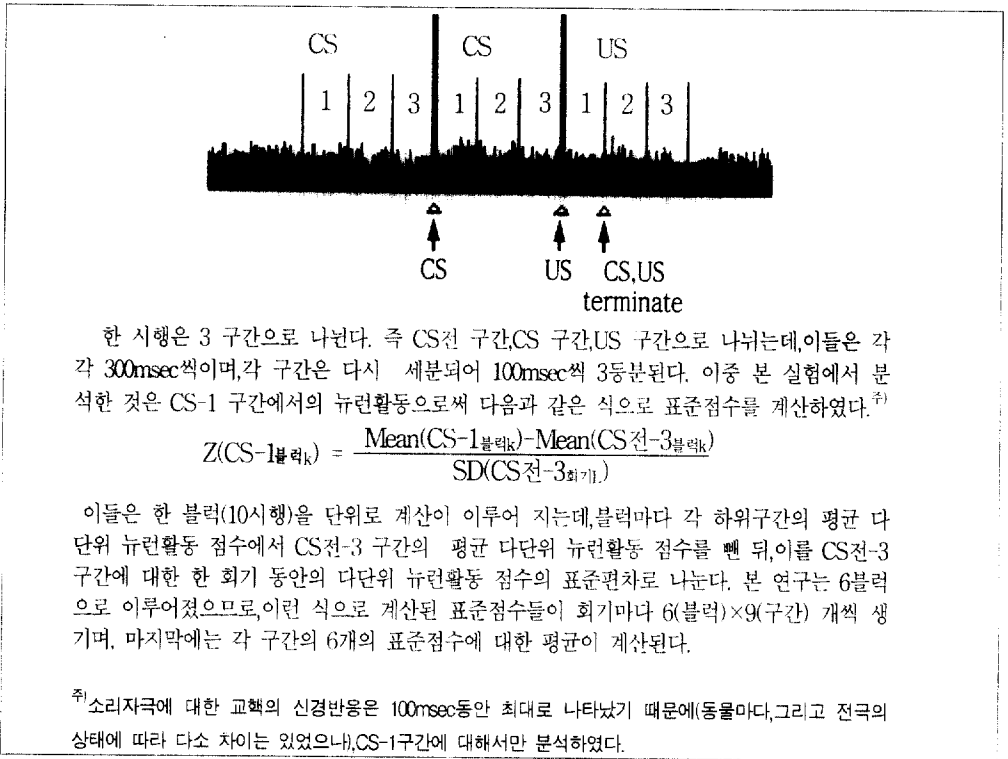 CS CS US
1 2 3 1 2 3 1 2 3
CS US CS,US
terminate
한 시행은 3 구간으로 나뉜다. 즉 CS전 구간,CS 구간,US 구간으로 나뉘는데,이들은 각
각 300msec씩이며,각 구간은 다시 세분되어 100msec씩 3등분된다. 이중 본 실험에서 분
석한 것은 CS-1 구간에서의 뉴런활동으로써 다음과 같은 식으로 표준점수를 계산하였다.주)
Z(CS-1블럭k) = Mean(CS-1블럭k)-Mean(CS전-3블럭k)
SD(CS전-3회기L)
이들은 한 블럭(10시행)을 단위로 계산이 이루어 지는데,블럭마다 각 하위구간의 평균 다
단위 뉴런활동 점수에서 CS전-3 구간의 평균 다단위 뉴런활동 점수를 뺀 뒤,이를 CS전-3
구간에 대한 한 회기 동안의 다단위 뉴런활동 점수의 표준편차로 나눈다. 본 연구는 6블럭
으로 이루어졌으므로,이런 식으로 계산된 표준점수들이 회기마다 6(블럭)×9(구간) 개씩 생
기며, 마지막에는 각 구간의 6개의 표준점수에 대한 평균이 계산된다.
주)소리자극에 대한 교핵의 신경반응은 100msec동안 최대로 나타났기 때문에(동물마다,그리고 전극의
상태에 따라 다소 차이는 있었으나),CS-1구간에 대해서만 분석하였다.